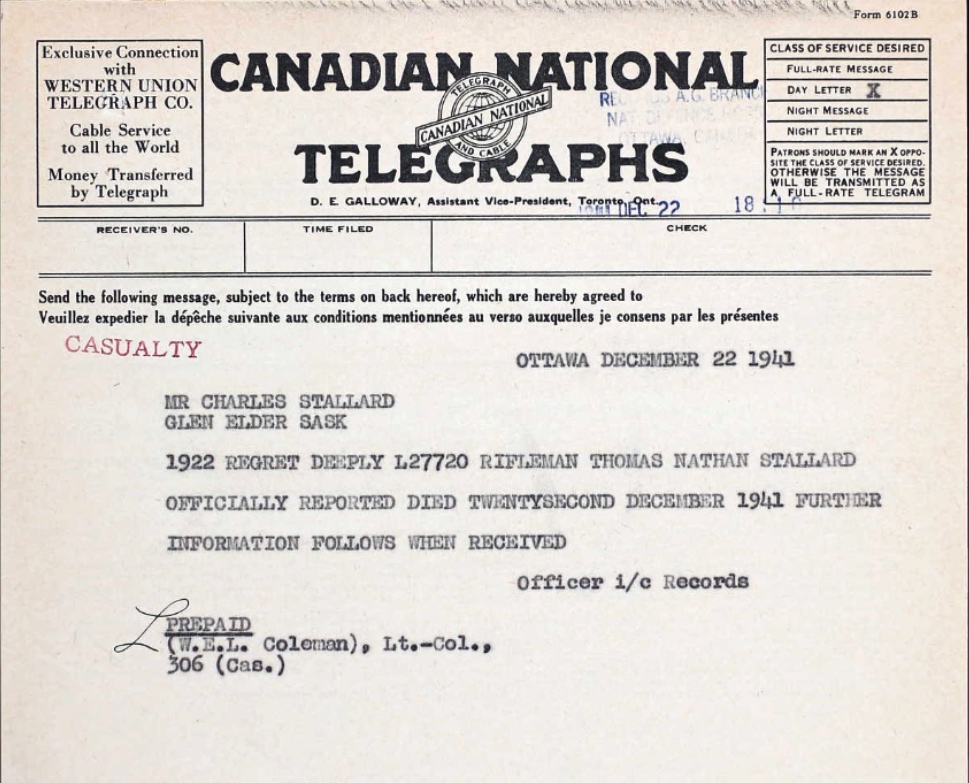 Form 6102B
Exclusive Connection
with
WESTERN UNION
TELEGRAPH CO.
Cable Service
to all the World
Money Transferred
by Telegraph
CANADIAN NATIONAL
TELEGRAPH
CANADIAN NATIONAL
AND CABLE
TELEGRAPHS
D. E. GALLOWAY, Assistant Vice-President, Toronto, Ont.
A.G. BRANCH
OTTAWA, CANADA
DEC 22
CLASS OF SERVICE DESIRED
FULL-RATE MESSAGE
DAY LETTER X
NIGHT MESSAGE
NIGHT LETTER
PATRONS SHOULD MARK AN X OPPO-
SITE THE CLASS OF SERVICE DESIRED.
OTHERWISE THE MESSAGE
WILL BE TRANSMITTED AS
A FULL-RATE TELEGRAM
RECEIVER'S NO.
TIME FILED
CHECK
Send the following message, subject to the terms on back hereof, which are hereby agreed to
Veuillez expedier la dépêche suivante aux conditions mentionnées au verso auxquelles je consens par les présentes
CASUALTY
OTTAWA DECEMBER 22 1941
MR CHARLES STALLARD
GLEN ELDER SASK
1922 REGRET DEEPLY L27720 RIFLEMAN THOMAS NATHAN STALLARD
OFFICIALLY REPORTED DIED TWENTYSECOND DECEMBER 1941 FURTHER
INFORMATION FOLLOWS WHEN RECEIVED
Officer i/c Records
PREPAID
(W.E.L. Coleman), Lt.-Col.,
306 (Cas.)